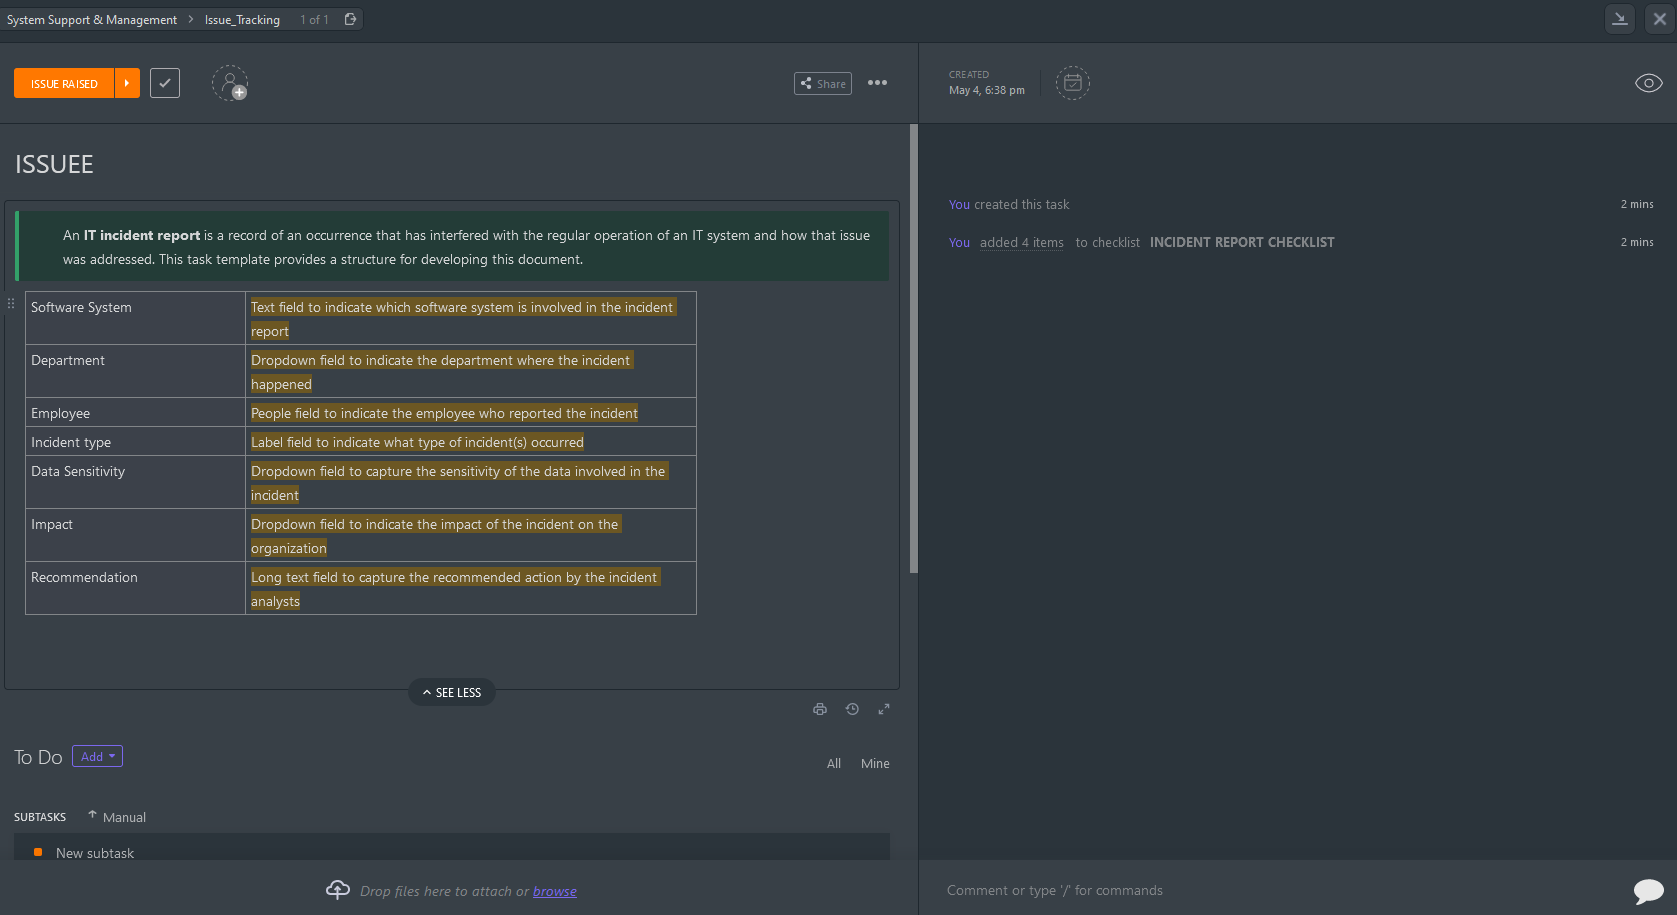 System Support & Management > Issue_Tracking 1 of 1
ISSUE RAISED
Share
CREATED
May 4, 6:38 pm
ISSUEE
An IT incident report is a record of an occurrence that has interfered with the regular operation of an IT system and how that issue
was addressed. This task template provides a structure for developing this document.
Software System
Text field to indicate which software system is involved in the incident
report
Department
Dropdown field to indicate the department where the incident
happened
Employee
People field to indicate the employee who reported the incident
Incident type
Label field to indicate what type of incident(s) occurred
Data Sensitivity
Dropdown field to capture the sensitivity of the data involved in the
incident
Impact
Dropdown field to indicate the impact of the incident on the
organization
Recommendation
Long text field to capture the recommended action by the incident
analysts
SEE LESS
To Do Add
All Mine
SUBTASKS Manual
New subtask
Drop files here to attach or browse
You created this task 2 mins
You added 4 items to checklist INCIDENT REPORT CHECKLIST 2 mins
Comment or type '/' for commands